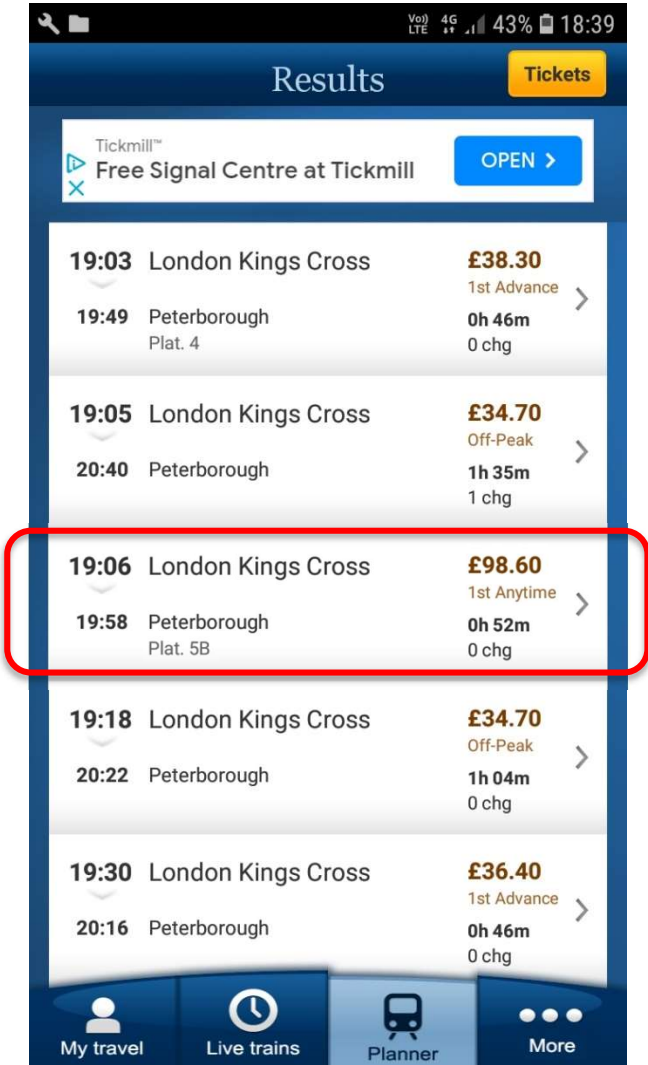 Vo)) LTE 4G 43% 18:39
Results
Tickets
Tickmill™
Free Signal Centre at Tickmill
OPEN >
19:03 London Kings Cross £38.30
1st Advance
19:49 Peterborough 0h 46m
Plat. 4 0 chg
19:05 London Kings Cross £34.70
Off-Peak
20:40 Peterborough 1h 35m
1 chg
19:06 London Kings Cross £98.60
1st Anytime
19:58 Peterborough 0h 52m
Plat. 5B 0 chg
19:18 London Kings Cross £34.70
Off-Peak
20:22 Peterborough 1h 04m
0 chg
19:30 London Kings Cross £36.40
1st Advance
20:16 Peterborough 0h 46m
0 chg
My travel Live trains Planner More